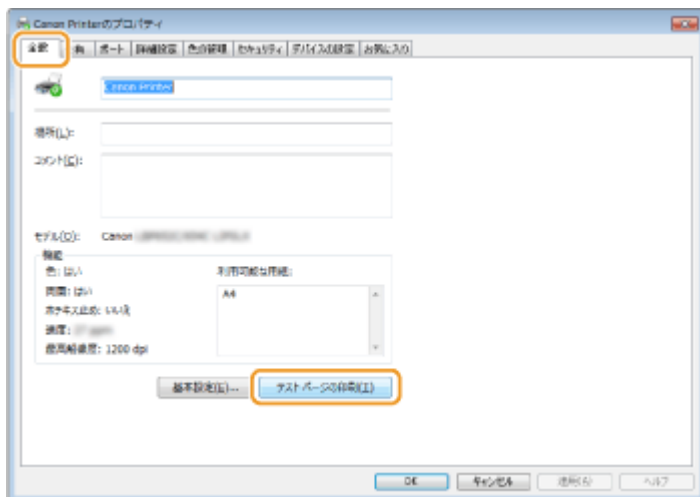 Canon Printerのプロパティ
全般 共有 ポート 詳細設定 色の管理 セキュリティ デバイスの設定 お気に入り
Canon Printer
場所(L):
コメント(C):
モデル(O): Canon
機能
色: はい 利用可能な用紙:
両面: はい A4
ホチキス止め: いいえ
速度:
最高解像度: 1200 dpi
基本設定(E)... テスト ページの印刷(T)
OK キャンセル 適用(A) ヘルプ